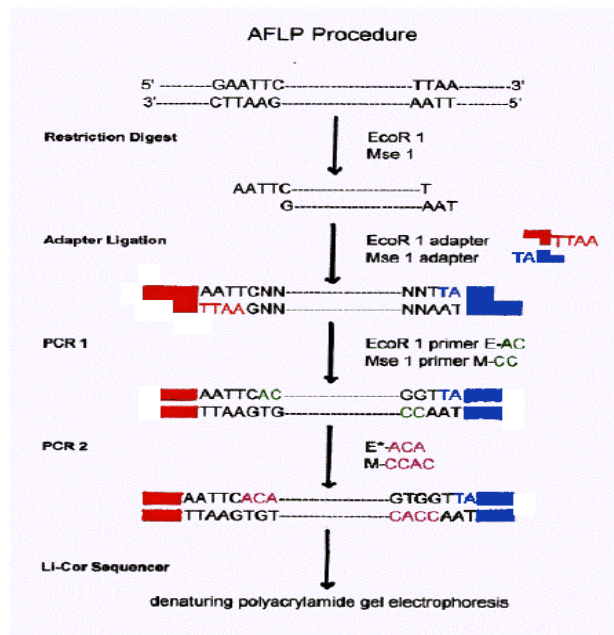 AFLP Procedure
5' --------GAATTC------------------------TTAA--------3'
3'--------CTTAAG------------------------AATT--------5'
Restriction Digest
EcoR 1
Mse 1
AATTC----------------------T
G----------------------AAT
Adapter Ligation
EcoR 1 adapter TTAA
Mse 1 adapter TA
AATTCNN--------------------NNTTA
TTAAGNN--------------------NNAAT
PCR 1
EcoR 1 primer E-AC
Mse 1 primer M-CC
AATTCAC--------------------GGTTA
TTAAGTG--------------------CCAAT
PCR 2
E*-ACA
M-CCAC
AATTCACA------------------GTGGTTA
TTAAGTGT------------------CACCAAT
Li-Cor Sequencer
denaturing polyacrylamide gel electrophoresis